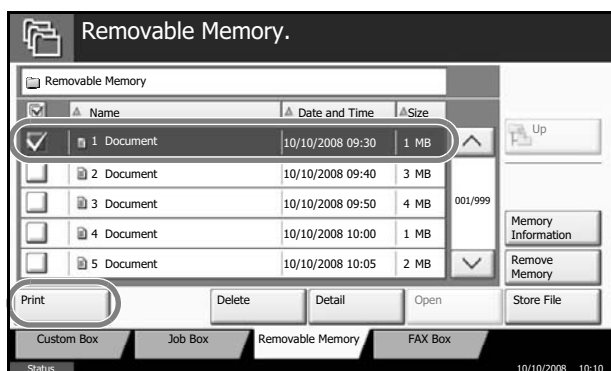 Removable Memory.
Removable Memory
Name Date and Time Size
1 Document 10/10/2008 09:30 1 MB
2 Document 10/10/2008 09:40 3 MB
3 Document 10/10/2008 09:50 4 MB
4 Document 10/10/2008 10:00 1 MB
5 Document 10/10/2008 10:05 2 MB
001/999
Up
Memory
Information
Remove
Memory
Print Delete Detail Open Store File
Custom Box Job Box Removable Memory FAX Box
Status 10/10/2008 10:10